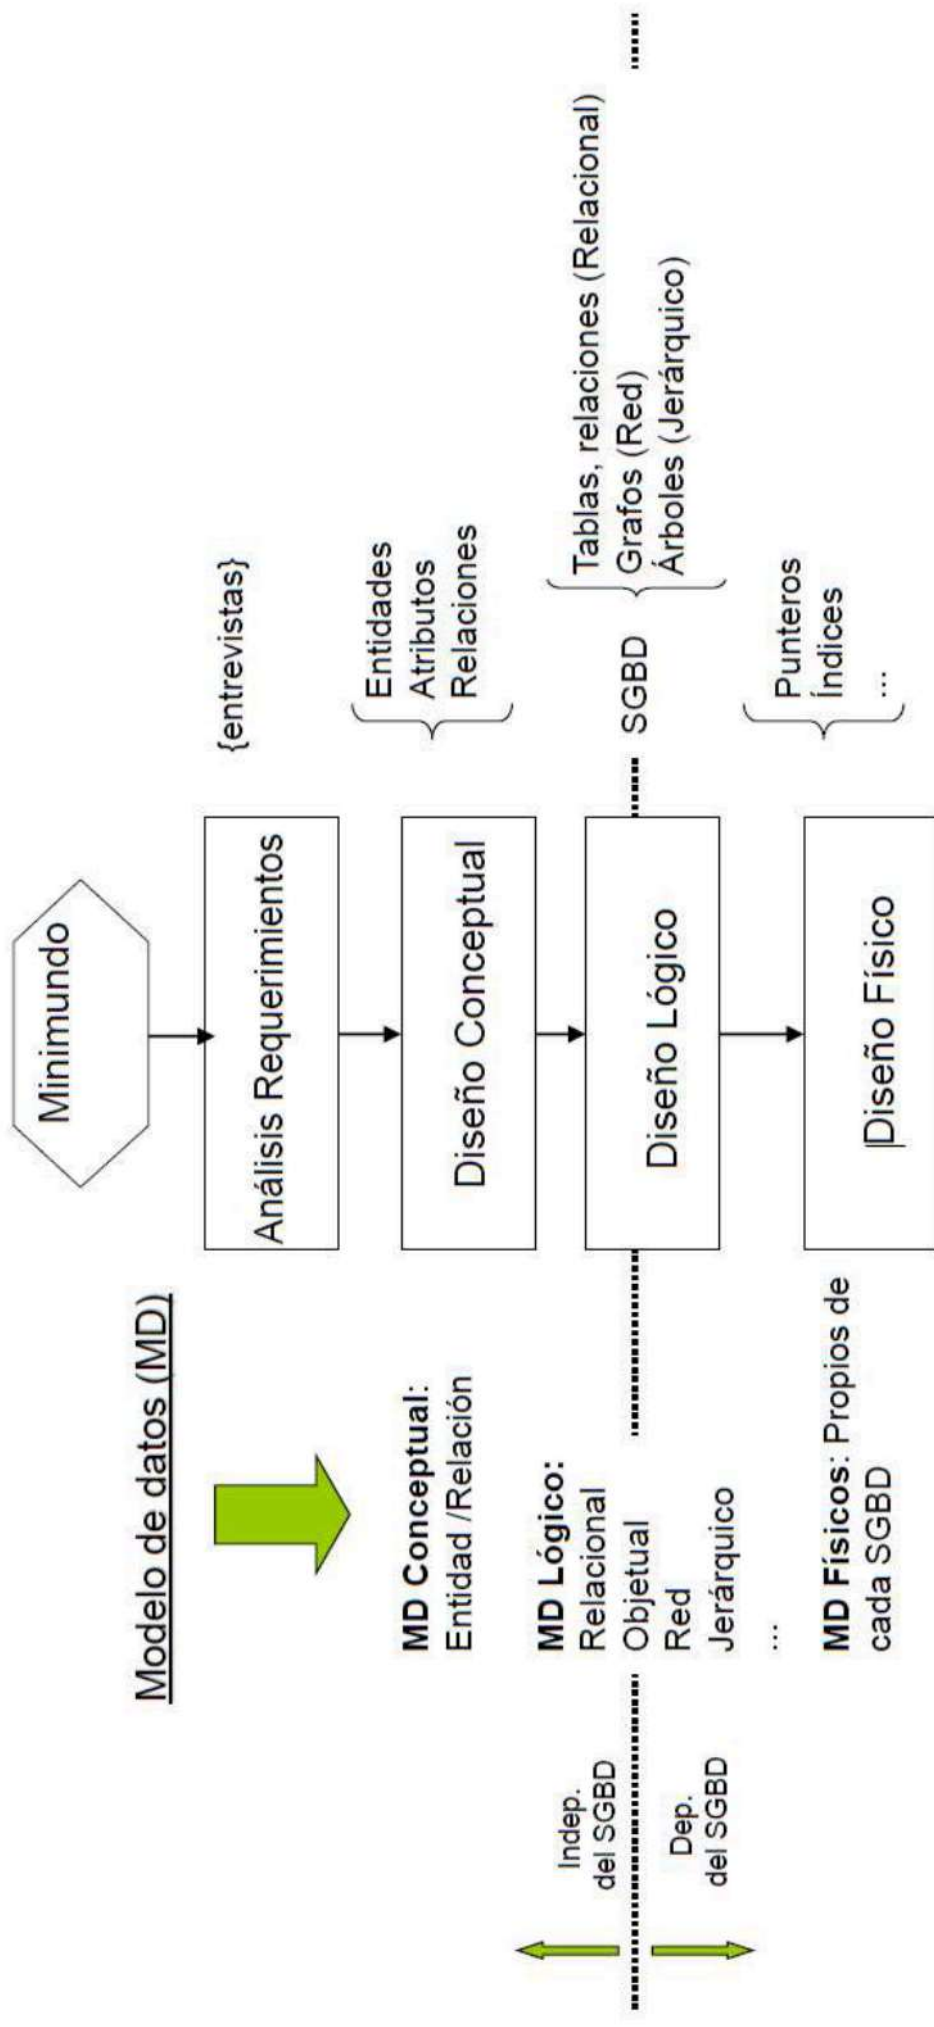 Minimundo
Modelo de datos (MD)
Análisis Requerimientos
{entrevistas}
MD Conceptual:
Entidad /Relación
Diseño Conceptual
Entidades
Atributos
Relaciones
Indep.
del SGBD
Dep.
del SGBD
MD Lógico:
Relacional
Objetual
Red
Jerárquico
...
Diseño Lógico
SGBD
Tablas, relaciones (Relacional)
Grafos (Red)
Árboles (Jerárquico)
MD Físicos: Propios de
cada SGBD
Diseño Físico
Punteros
Índices
...